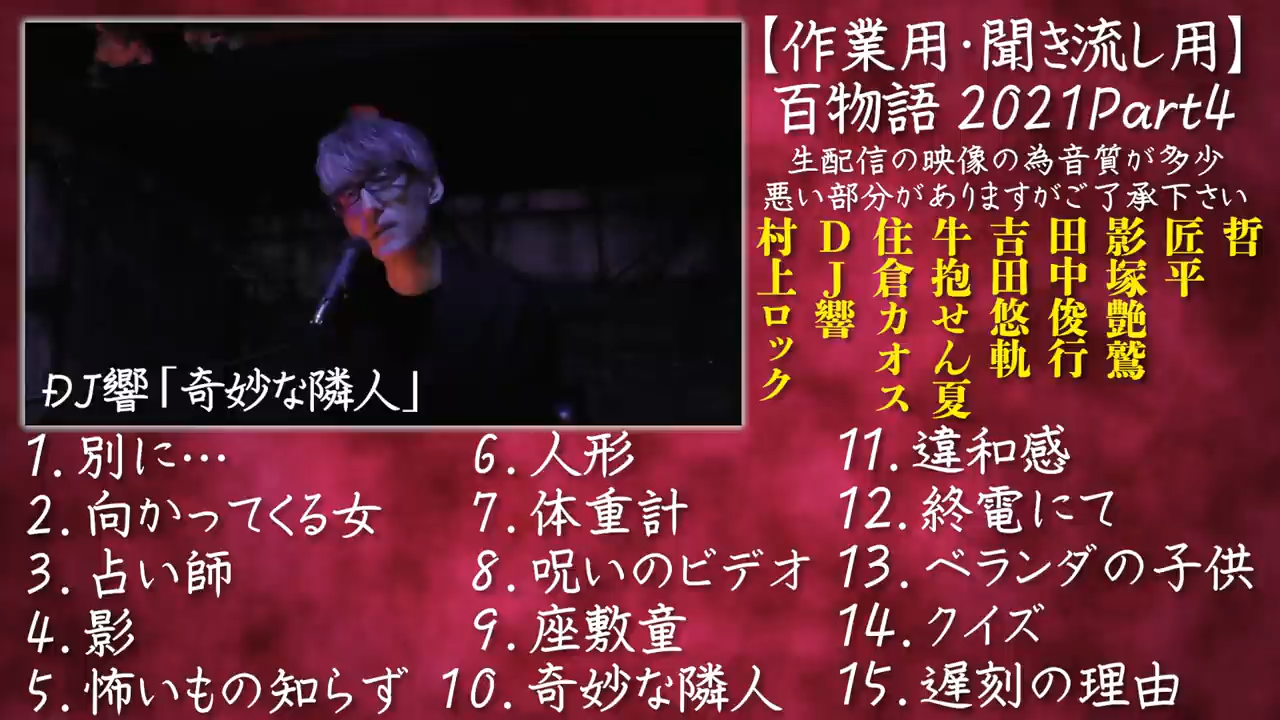 【作業用・聞き流し用】
百物語 2021Part4
生配信の映像の為音質が多少
悪い部分がありますがご了承下さい
哲
匠平
影塚艶鷲
田中俊行
吉田悠軌
牛抱せん夏
住倉カオス
DJ響
村上ロック
DJ響「奇妙な隣人」
1. 別に…
2. 向かってくる女
3. 占い師
4. 影
5. 怖いもの知らず
6. 人形
7. 体重計
8. 呪いのビデオ
9. 座敷童
10. 奇妙な隣人
11. 違和感
12. 終電にて
13. ベランダの子供
14. クイズ
15. 遅刻の理由